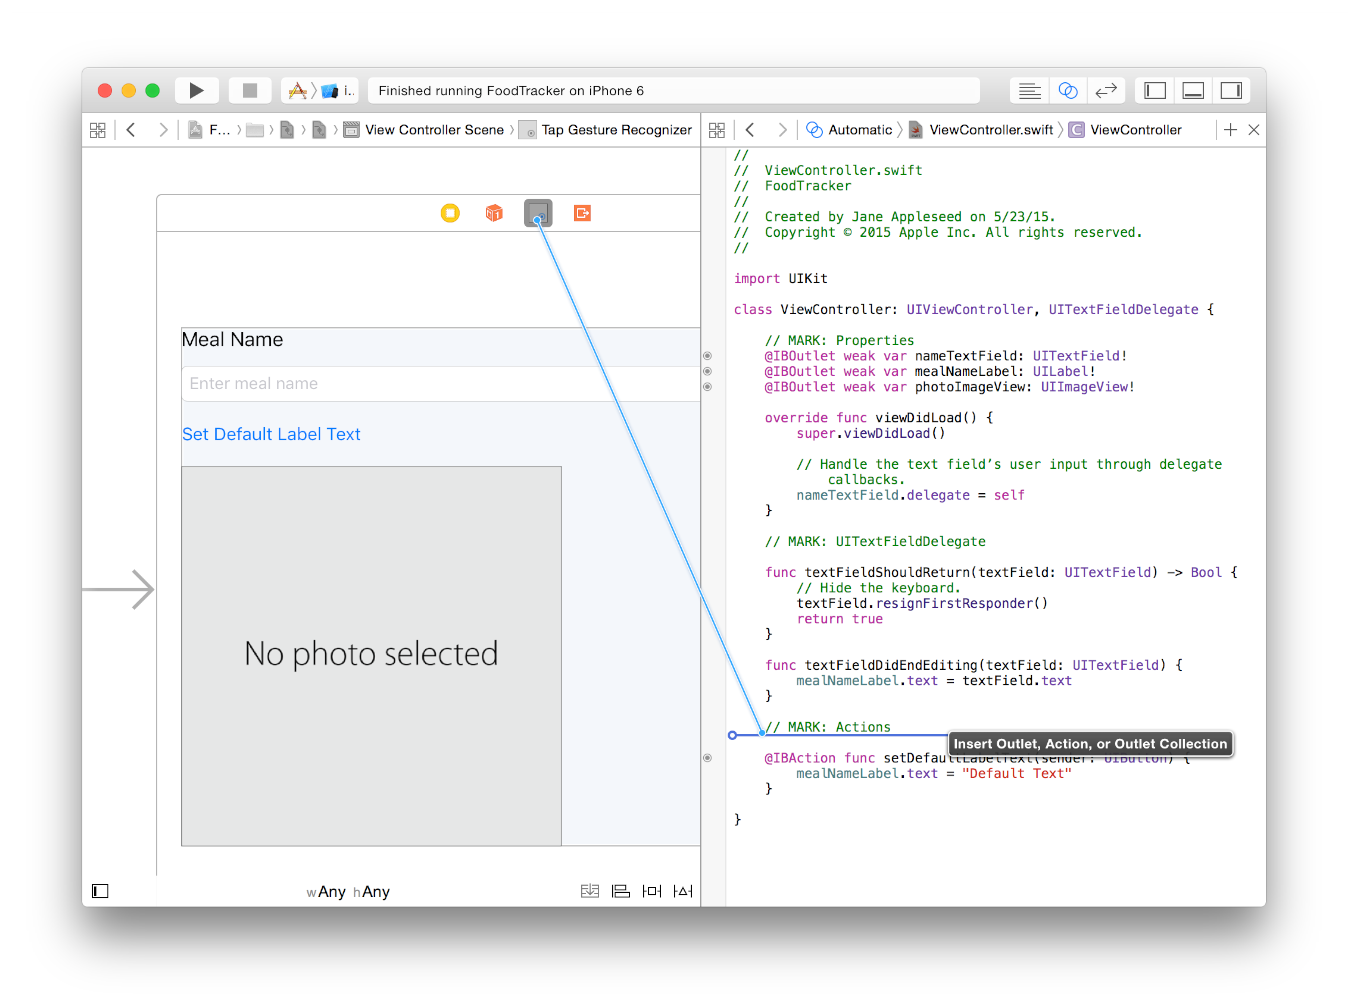 i..
Finished running FoodTracker on iPhone 6
F...
View Controller Scene
Tap Gesture Recognizer
Automatic
ViewController.swift
C ViewController
Meal Name
Enter meal name
Set Default Label Text
No photo selected
wAny hAny
//
// ViewController.swift
// FoodTracker
//
// Created by Jane Appleseed on 5/23/15.
// Copyright © 2015 Apple Inc. All rights reserved.
//
import UIKit
class ViewController: UIViewController, UITextFieldDelegate {
// MARK: Properties
@IBOutlet weak var nameTextField: UITextField!
@IBOutlet weak var mealNameLabel: UILabel!
@IBOutlet weak var photoImageView: UIImageView!
override func viewDidLoad() {
super.viewDidLoad()
// Handle the text field’s user input through delegate
callbacks.
nameTextField.delegate = self
}
// MARK: UITextFieldDelegate
func textFieldShouldReturn(textField: UITextField) -> Bool {
// Hide the keyboard.
textField.resignFirstResponder()
return true
}
func textFieldDidEndEditing(textField: UITextField) {
mealNameLabel.text = textField.text
}
// MARK: Actions
Insert Outlet, Action, or Outlet Collection
@IBAction func setDefaultLabelText(sender: UIButton) {
mealNameLabel.text = "Default Text"
}
}